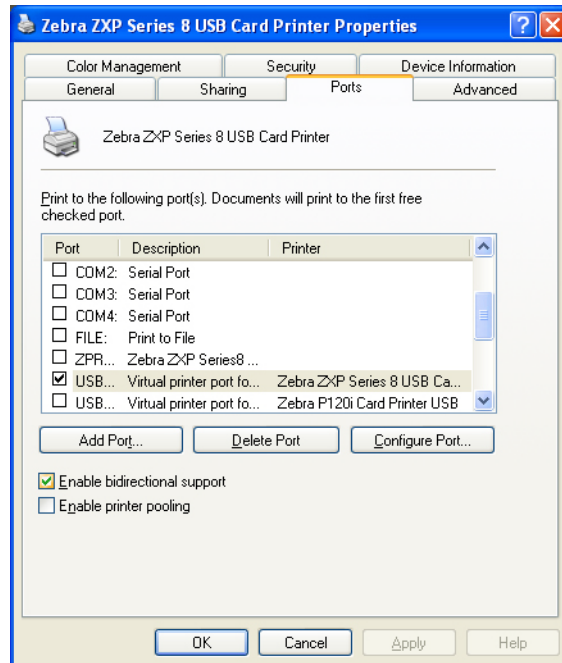 Zebra ZXP Series 8 USB Card Printer Properties
Color Management Security Device Information
General Sharing Ports Advanced
Zebra ZXP Series 8 USB Card Printer
Print to the following port(s). Documents will print to the first free
checked port.
Port Description Printer
COM2: Serial Port
COM3: Serial Port
COM4: Serial Port
FILE: Print to File
ZPR... Zebra ZXP Series8 ...
USB... Virtual printer port fo... Zebra ZXP Series 8 USB Ca...
USB... Virtual printer port fo... Zebra P120i Card Printer USB
Add Port... Delete Port Configure Port...
Enable bidirectional support
Enable printer pooling
OK Cancel Apply Help